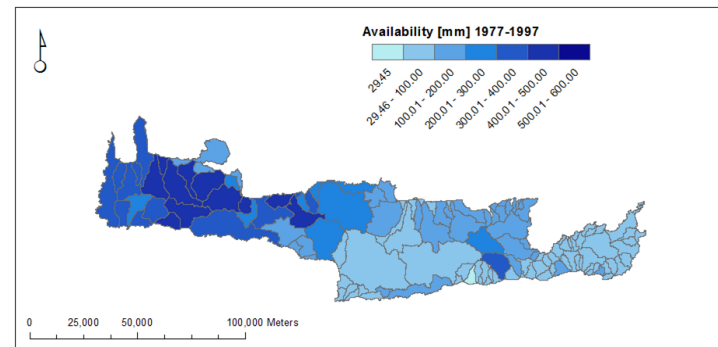 Availability [mm] 1977-1997
29.45
29.46 - 100.00
100.01 - 200.00
200.01 - 300.00
300.01 - 400.00
400.01 - 500.00
500.01 - 600.00
0 25,000 50,000 100,000 Meters